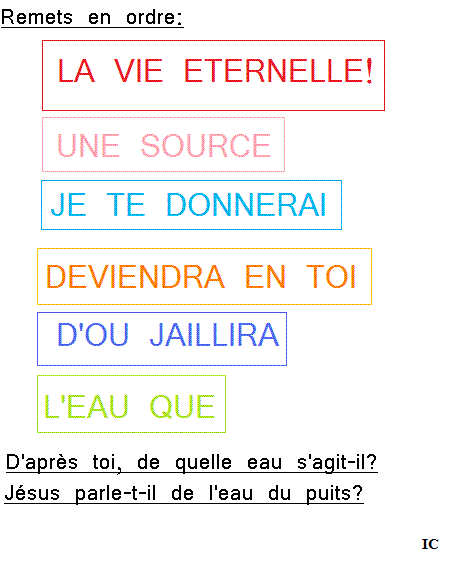 Remets en ordre:
LA VIE ETERNELLE!
UNE SOURCE
JE TE DONNERAI
DEVIENDRA EN TOI
D'OU JAILLIRA
L'EAU QUE
D'après toi, de quelle eau s'agit-il?
Jésus parle-t-il de l'eau du puits?
IC